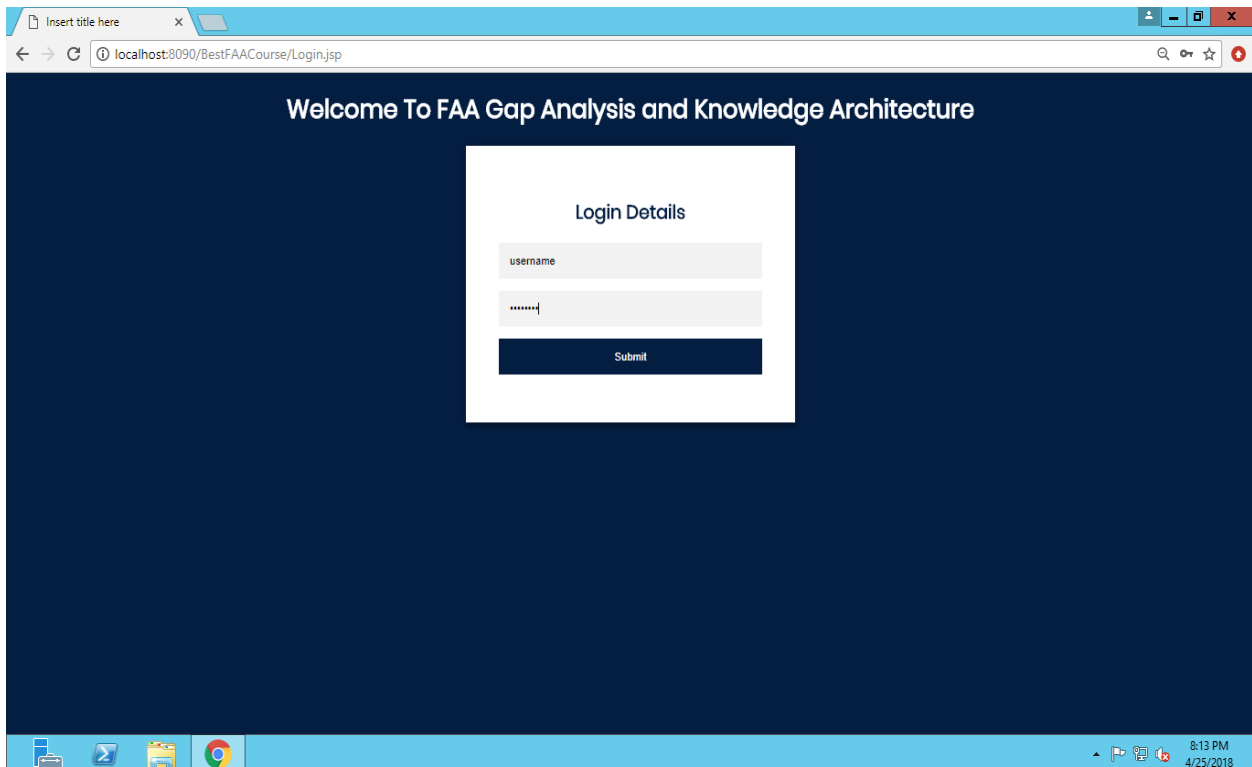 Insert title here
localhost:8090/BestFAACourse/Login.jsp
Welcome To FAA Gap Analysis and Knowledge Architecture
Login Details
username
••••••••
Submit
8:13 PM
4/25/2018